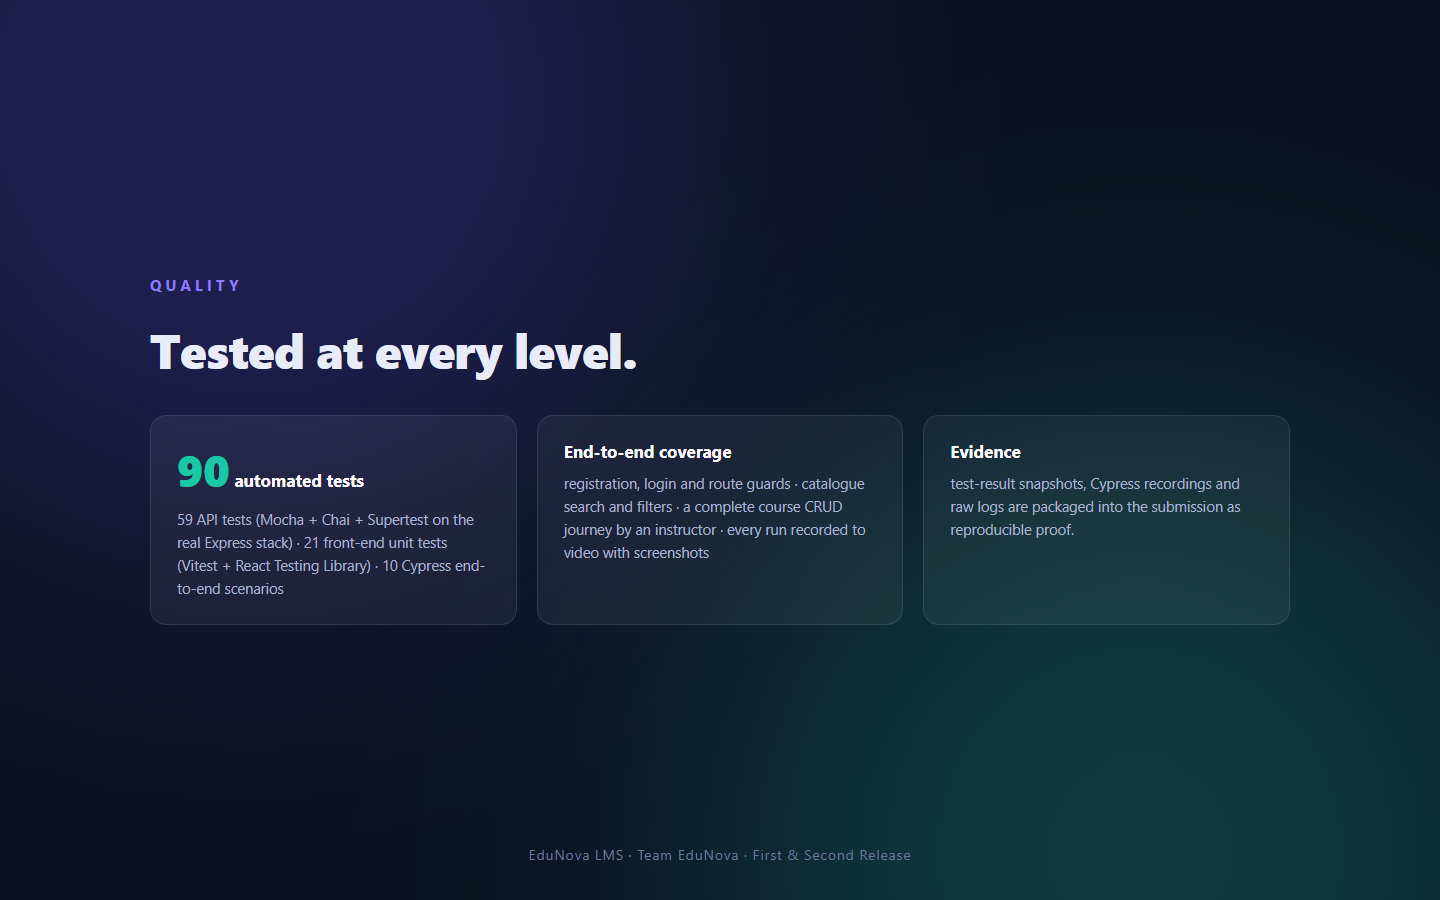 QUALITY
Tested at every level.
90 automated tests
59 API tests (Mocha + Chai + Supertest on the
real Express stack) · 21 front-end unit tests
(Vitest + React Testing Library) · 10 Cypress end-
to-end scenarios
End-to-end coverage
registration, login and route guards · catalogue
search and filters · a complete course CRUD
journey by an instructor · every run recorded to
video with screenshots
Evidence
test-result snapshots, Cypress recordings and
raw logs are packaged into the submission as
reproducible proof.
EduNova LMS · Team EduNova · First & Second Release